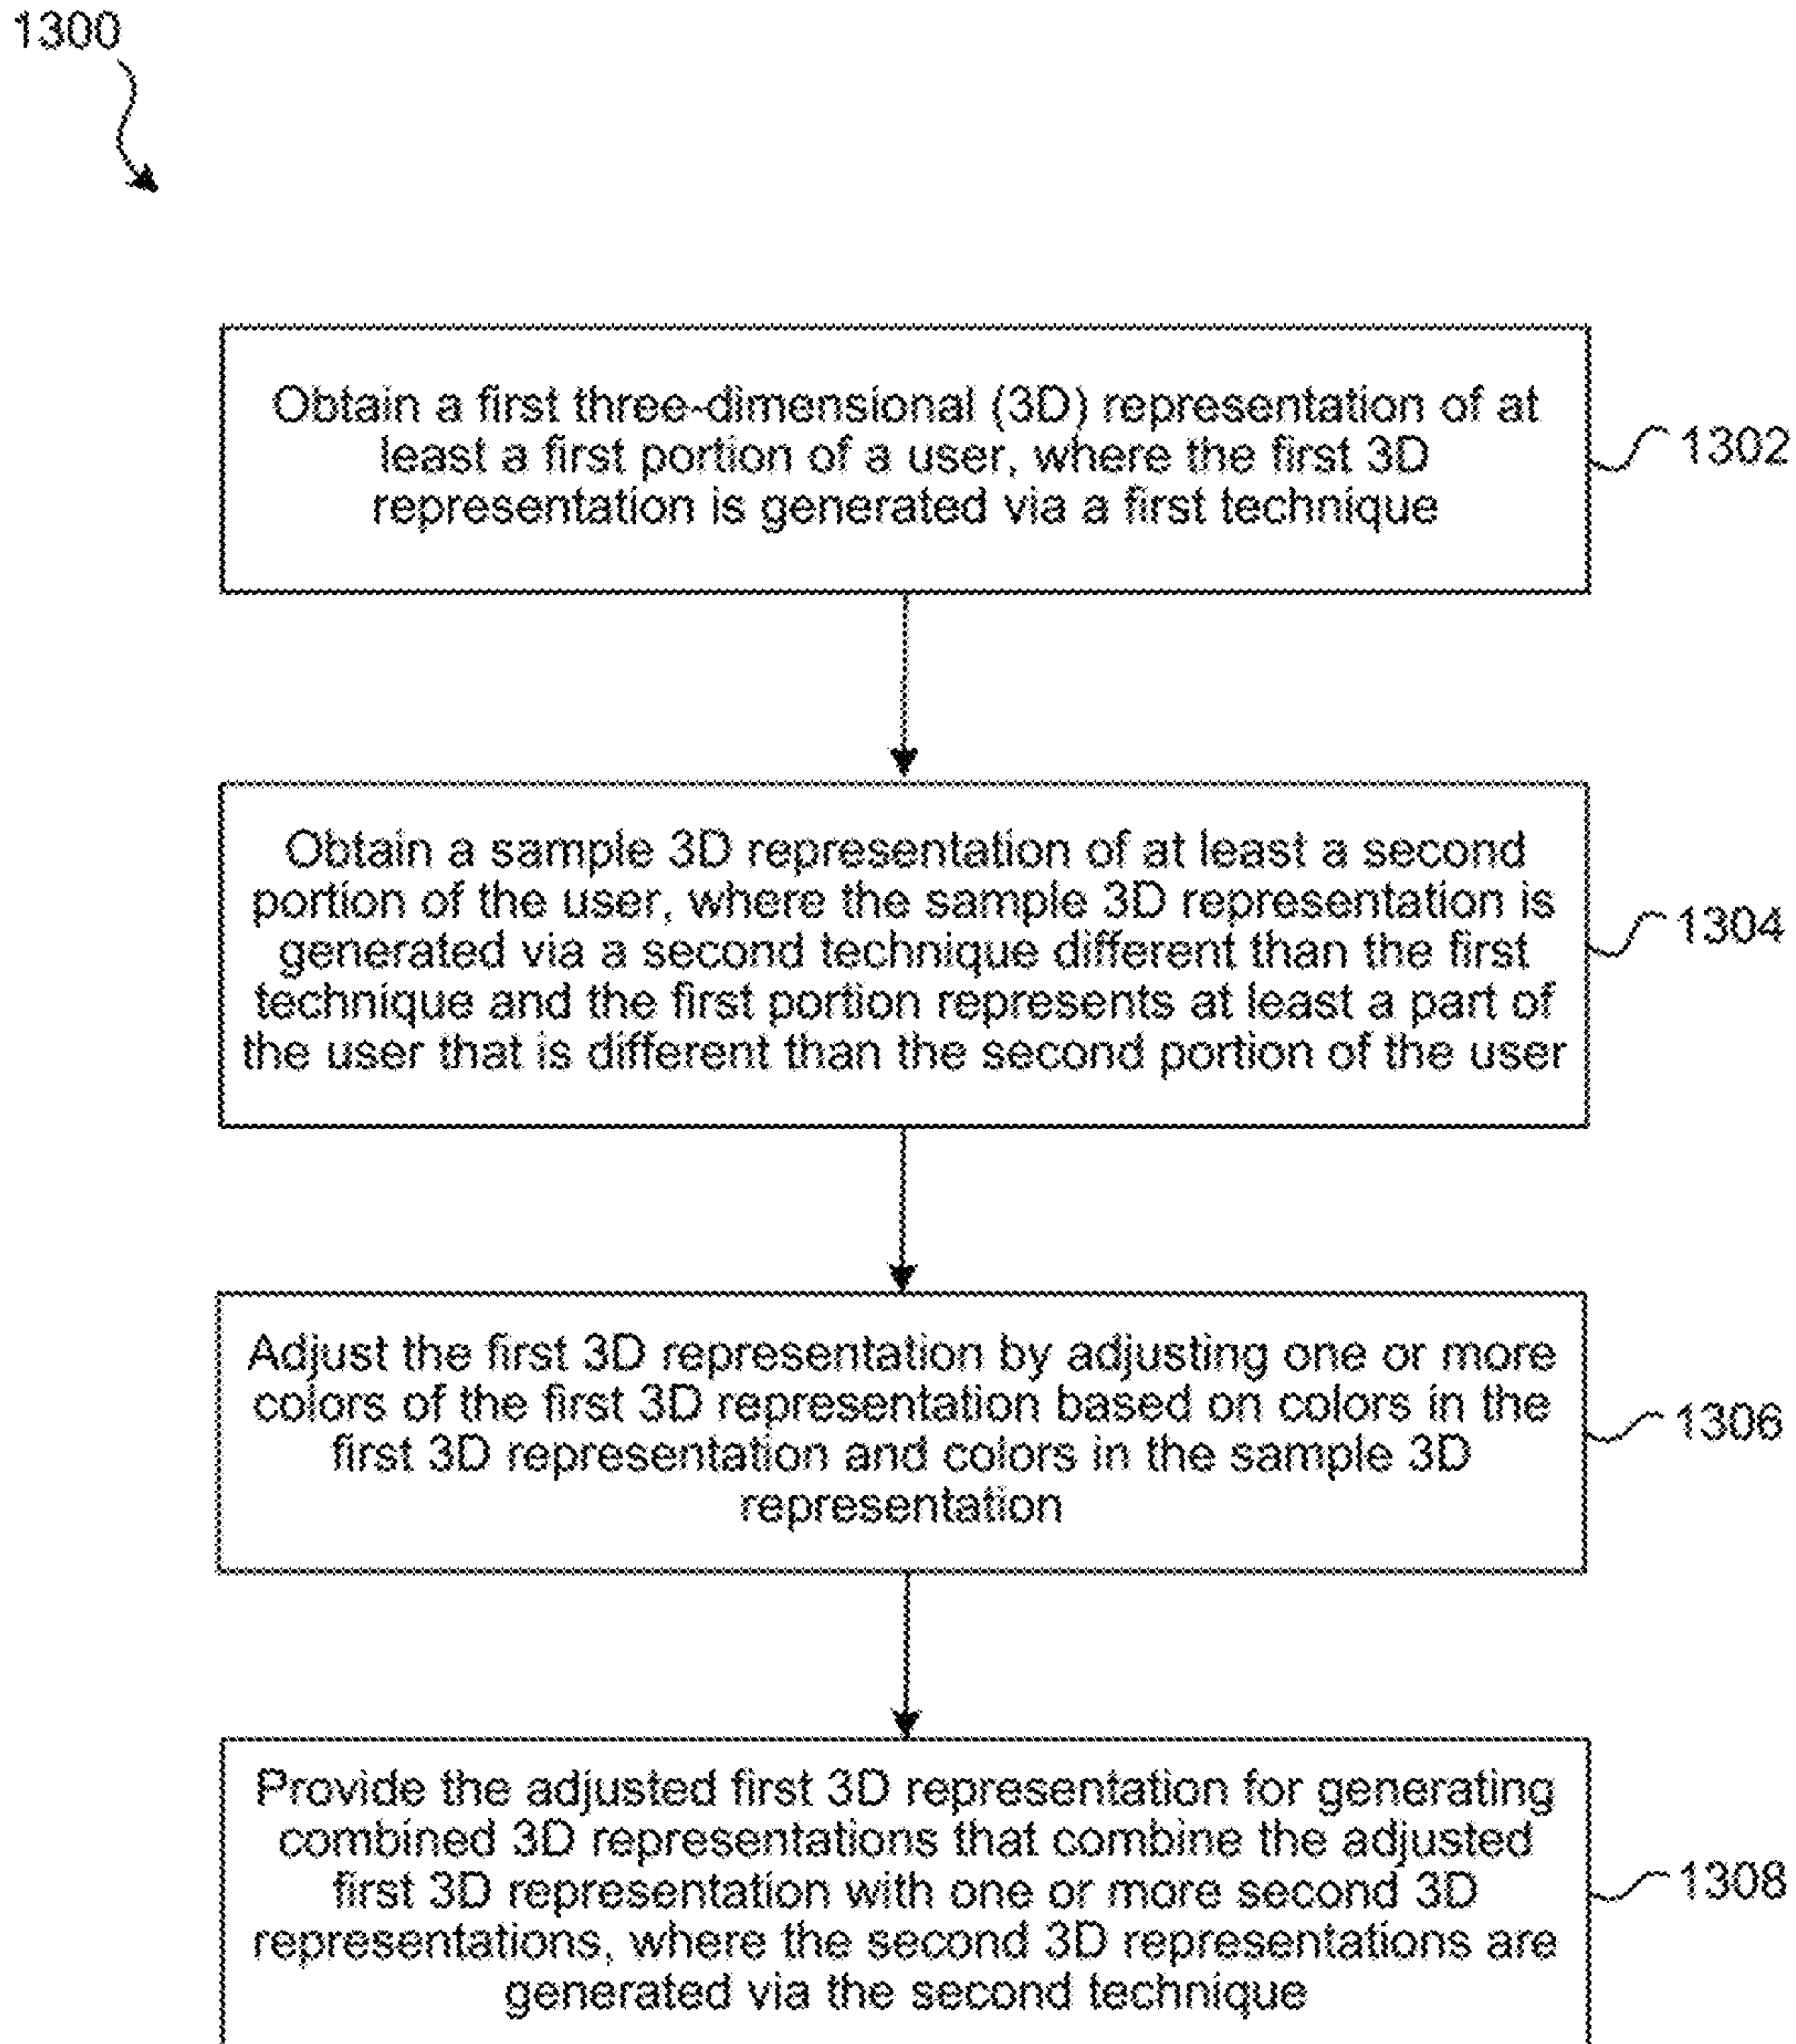 1300
Obtain a first three-dimensional (3D) representation of at
least a first portion of a user, where the first 3D
representation is generated via a first technique
1302
Obtain a sample 3D representation of at least a second
portion of the user, where the sample 3D representation is
generated via a second technique different than the first
technique and the first portion represents at least a part of
the user that is different than the second portion of the user
1304
Adjust the first 3D representation by adjusting one or more
colors of the first 3D representation based on colors in the
first 3D representation and colors in the sample 3D
representation
1306
Provide the adjusted first 3D representation for generating
combined 3D representations that combine the adjusted
first 3D representation with one or more second 3D
representations, where the second 3D representations are
generated via the second technique
1308